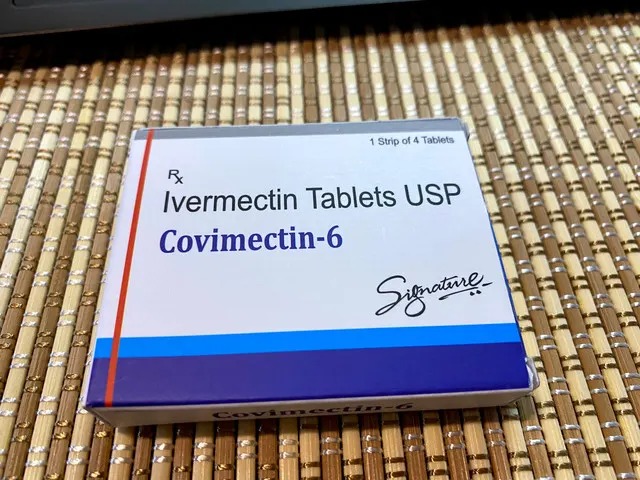 1 Strip of 4 Tablets
Rx
Ivermectin Tablets USP
Covimectin-6
Signature
Covimectin-6